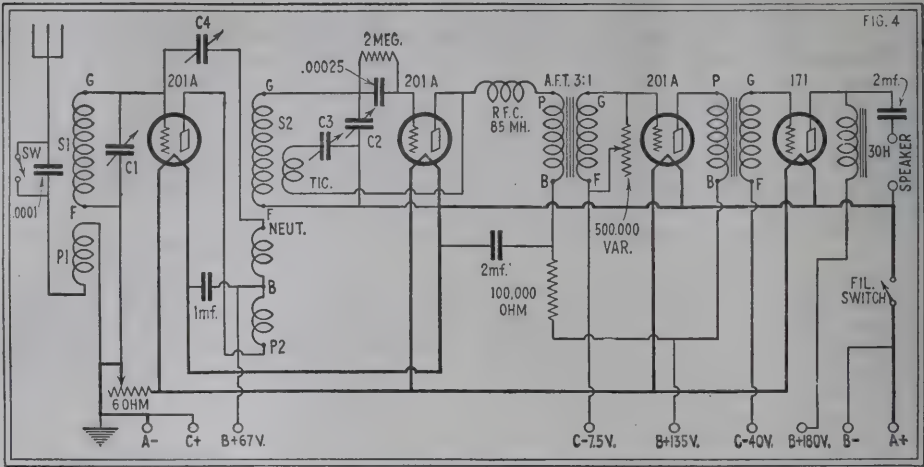 FIG. 4
C4
2 MEG.
.00025
201A
201A
A.F.T. 3:1
201A
171
2mf.
G
G
P
G
P
G
R.F.C.
85 MH.
S1
C1
S2
C3
C2
SW
TIC.
30H
SPEAKER
.0001
F
F
B
F
B
F
NEUT.
500,000
VAR.
P1
1mf.
B
2mf.
100,000
OHM
FIL.
SWITCH
P2
6 OHM
A-
C+
B+67V.
C-7.5V.
B+135V.
C-40V.
B+180V.
B-
A+